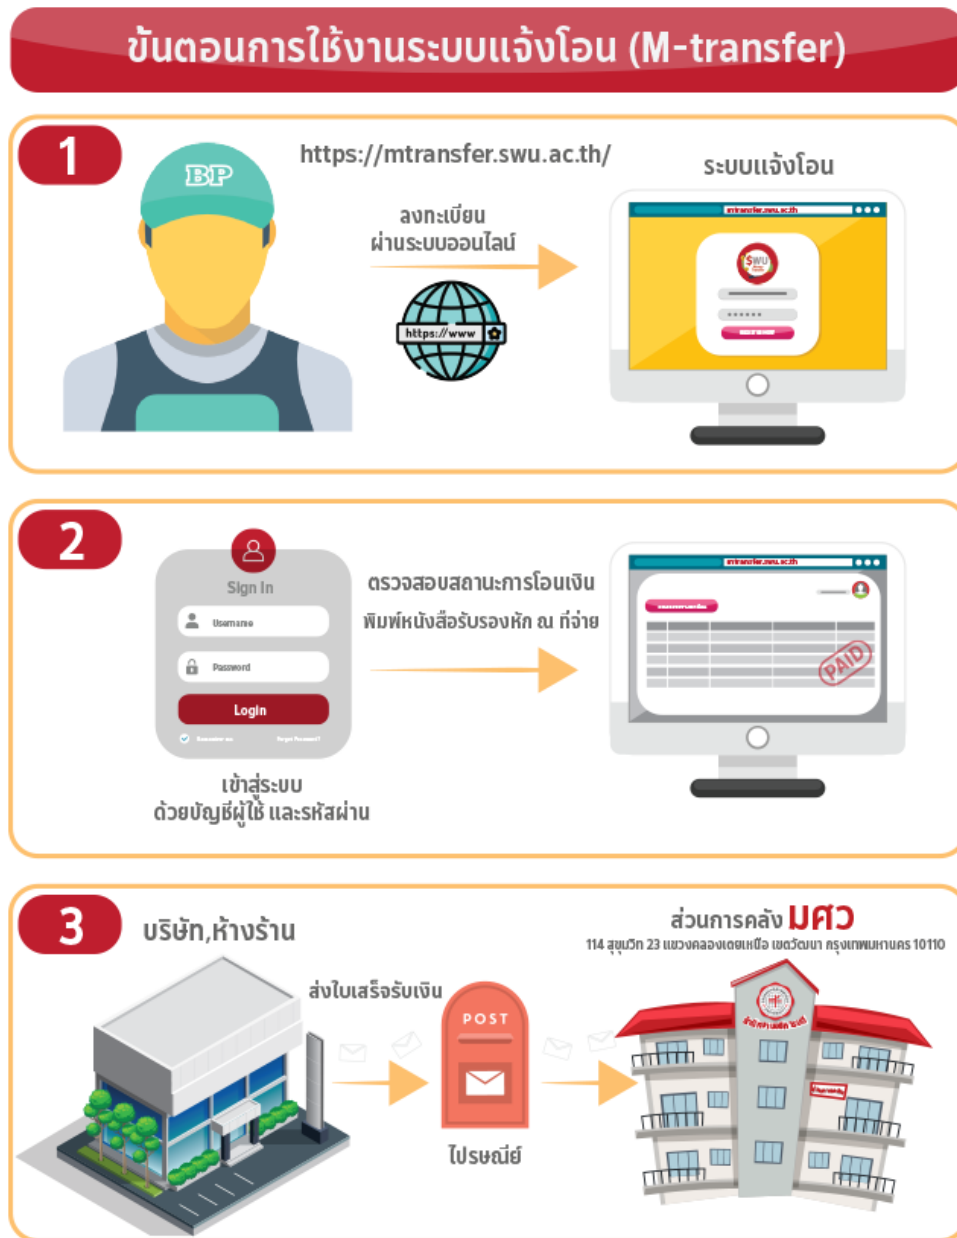 ขั้นตอนการใช้งานระบบแจ้งโอน (M-transfer)
1
BP
https://mtransfer.swu.ac.th/
ลงทะเบียน
ผ่านระบบออนไลน์
https://www
ระบบแจ้งโอน
mtransfer.swu.ac.th
SWU
2
Sign In
Username
Password
Login
Remember me
Forgot Password?
เข้าสู่ระบบ
ด้วยบัญชีผู้ใช้ และรหัสผ่าน
ตรวจสอบสถานะการโอนเงิน
พิมพ์หนังสือรับรองหัก ณ ที่จ่าย
mtransfer.swu.ac.th
PAID
3
บริษัท,ห้างร้าน
ส่งใบเสร็จรับเงิน
POST
ไปรษณีย์
ส่วนการคลัง มศว
114 สุขุมวิท 23 แขวงคลองเตยเหนือ เขตวัฒนา กรุงเทพมหานคร 10110